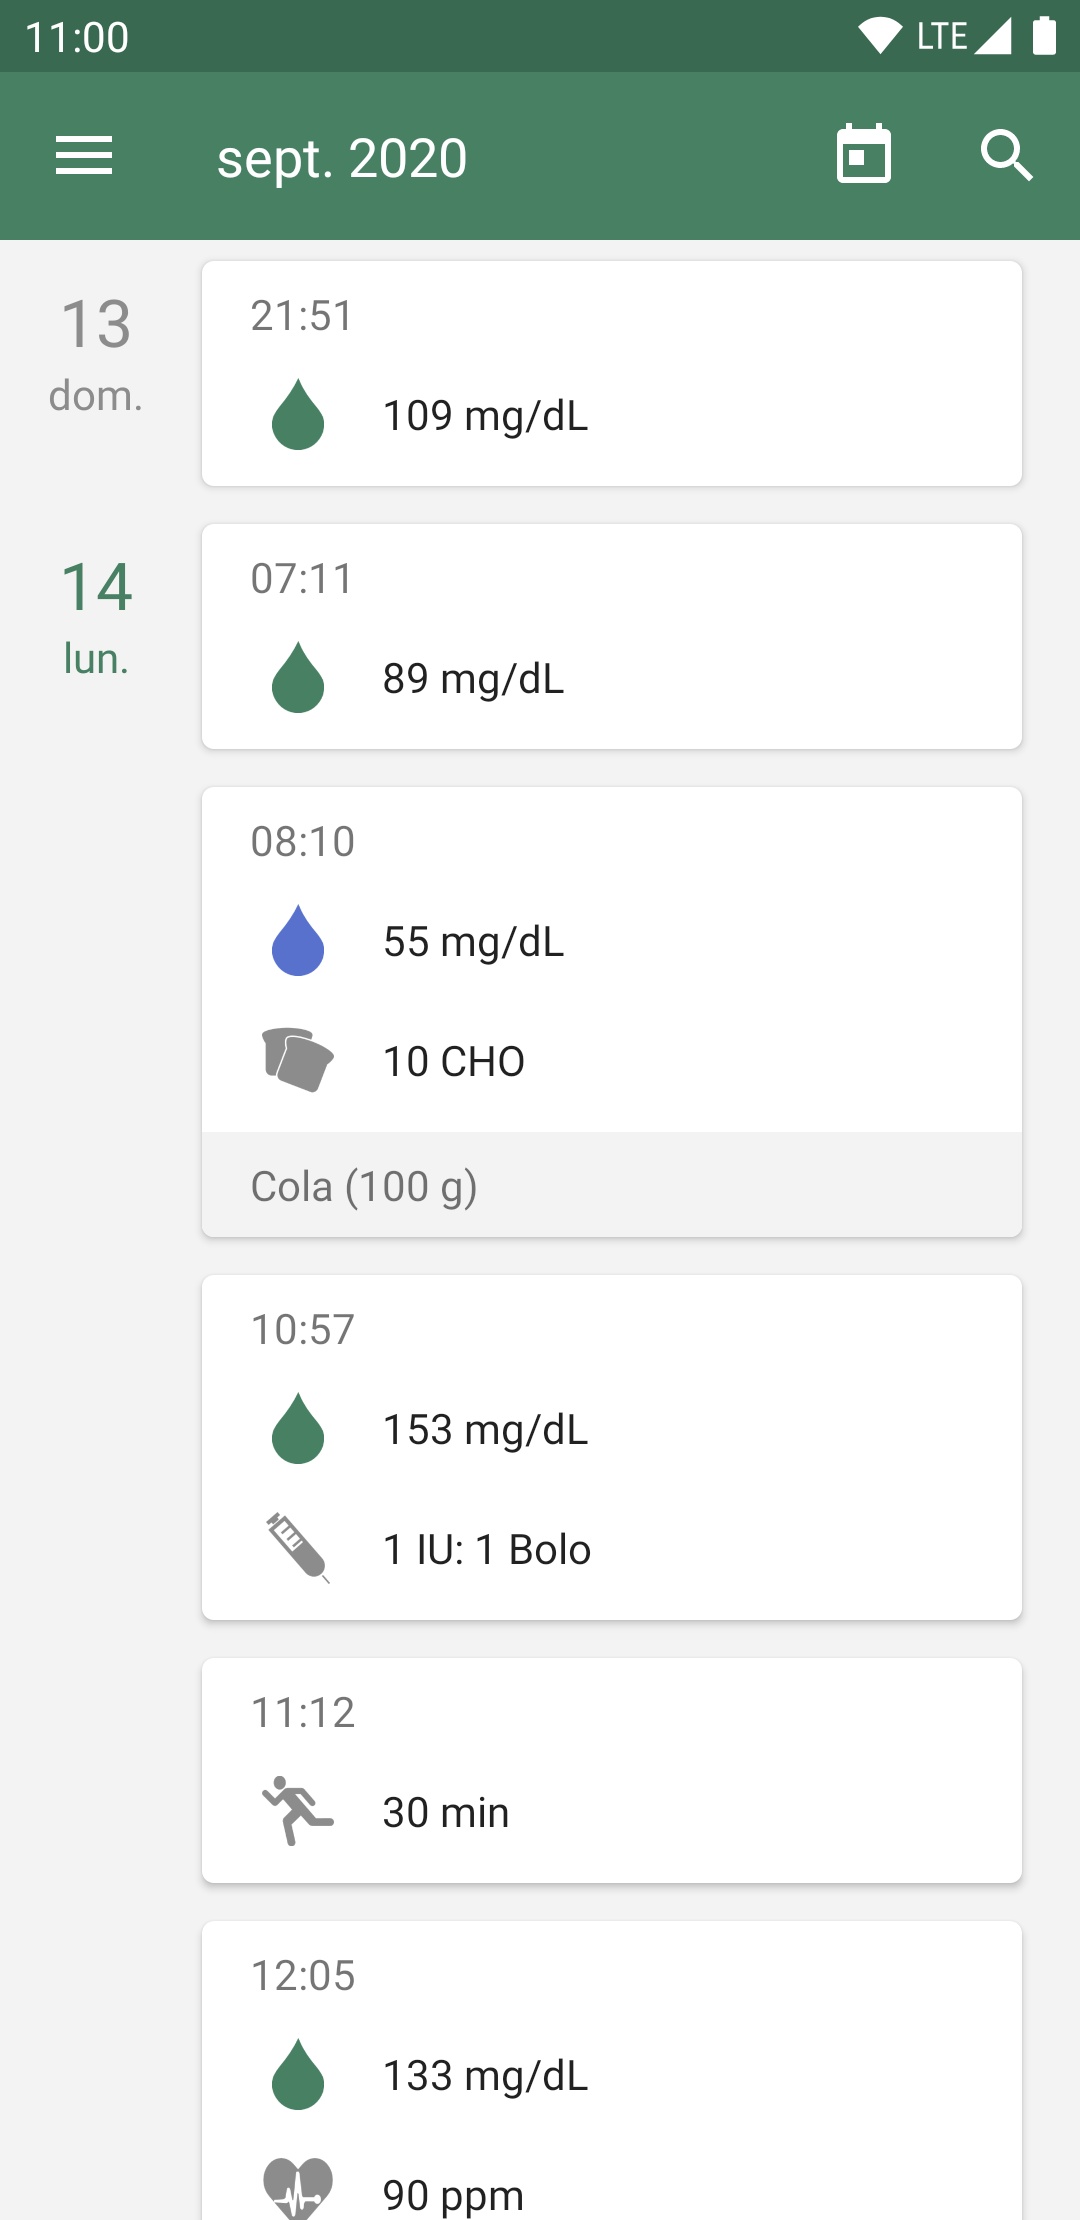 11:00
LTE
sept. 2020
13
dom.
21:51
109 mg/dL
14
lun.
07:11
89 mg/dL
08:10
55 mg/dL
10 CHO
Cola (100 g)
10:57
153 mg/dL
1 IU: 1 Bolo
11:12
30 min
12:05
133 mg/dL
90 ppm